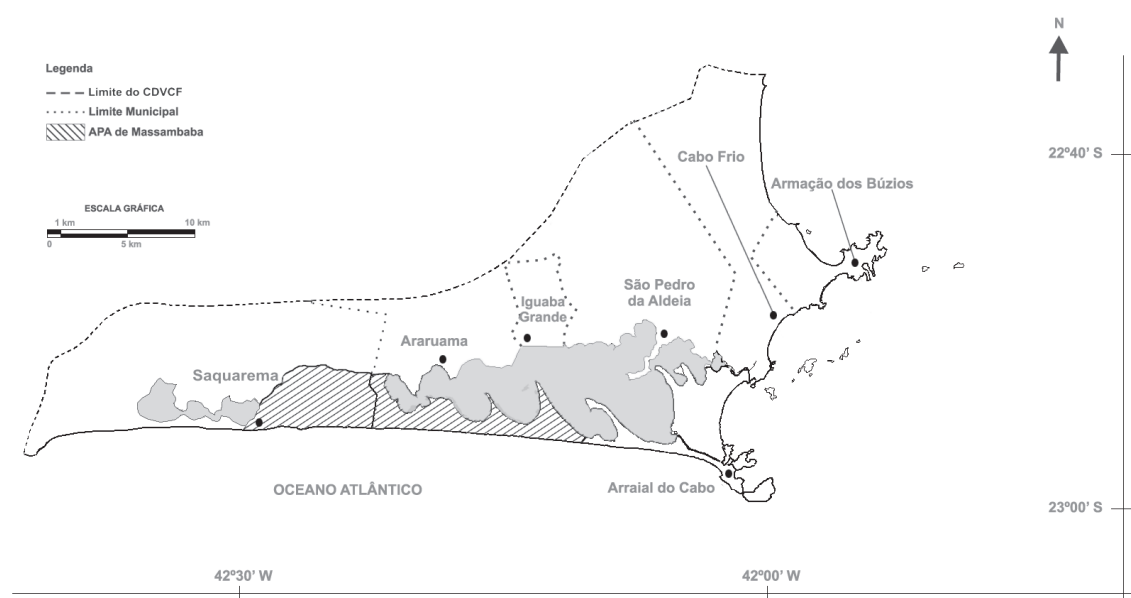 N
Legenda
Limite do CDVCF
Limite Municipal
APA de Massambaba
ESCALA GRÁFICA
1 km 10 km
0 5 km
22º40' S
Cabo Frio
Armação dos Búzios
São Pedro
da Aldeia
Iguaba
Grande
Araruama
Saquarema
OCEANO ATLÂNTICO
Arraial do Cabo
23º00' S
42º30' W
42º00' W